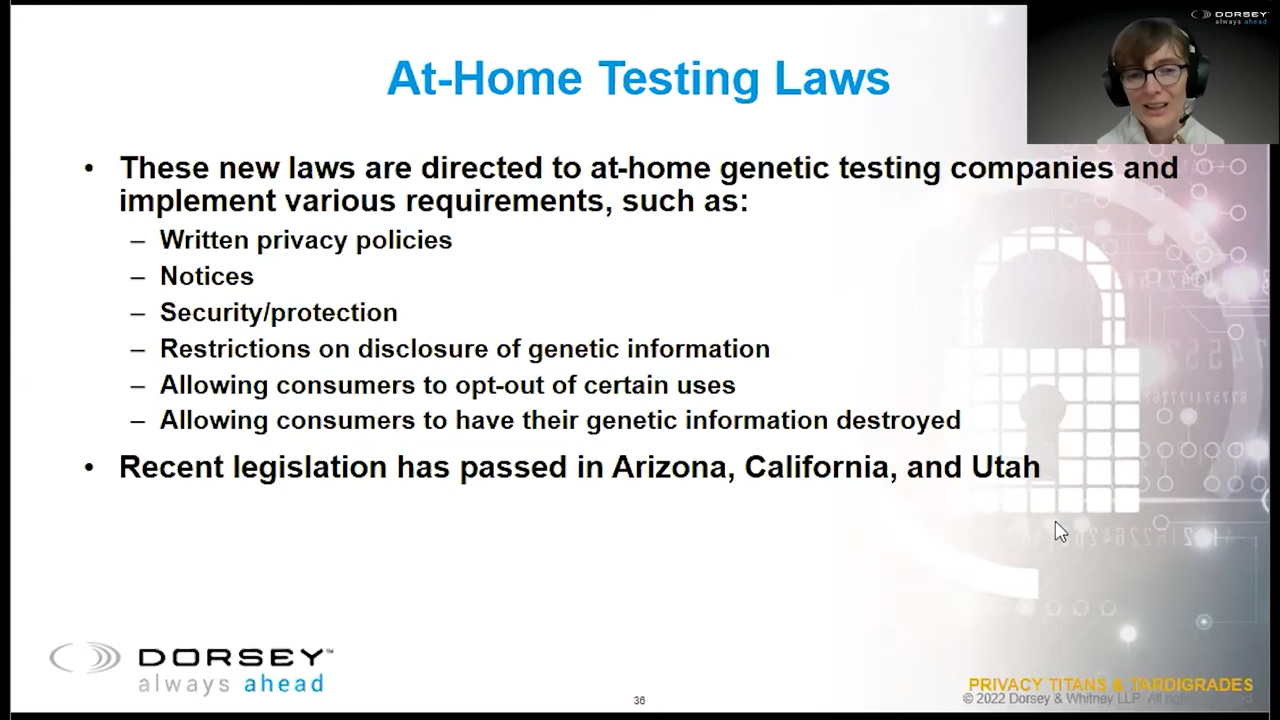 DORSEY
always ahead
At-Home Testing Laws
• These new laws are directed to at-home genetic testing companies and
implement various requirements, such as:
– Written privacy policies
– Notices
– Security/protection
– Restrictions on disclosure of genetic information
– Allowing consumers to opt-out of certain uses
– Allowing consumers to have their genetic information destroyed
• Recent legislation has passed in Arizona, California, and Utah
DORSEY™
always ahead
36
PRIVACY TITANS & TARDIGRADES
© 2022 Dorsey & Whitney LLP. All